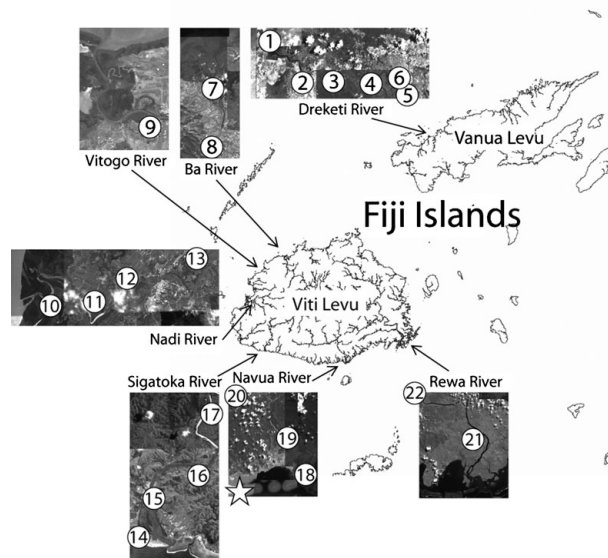 1
2
3
4
6
5
7
8
9
Dreketi River
Vanua Levu
Vitogo River
Ba River
Fiji Islands
13
12
10
11
Viti Levu
Nadi River
Sigatoka River
Navua River
Rewa River
20
22
17
19
21
16
18
15
14